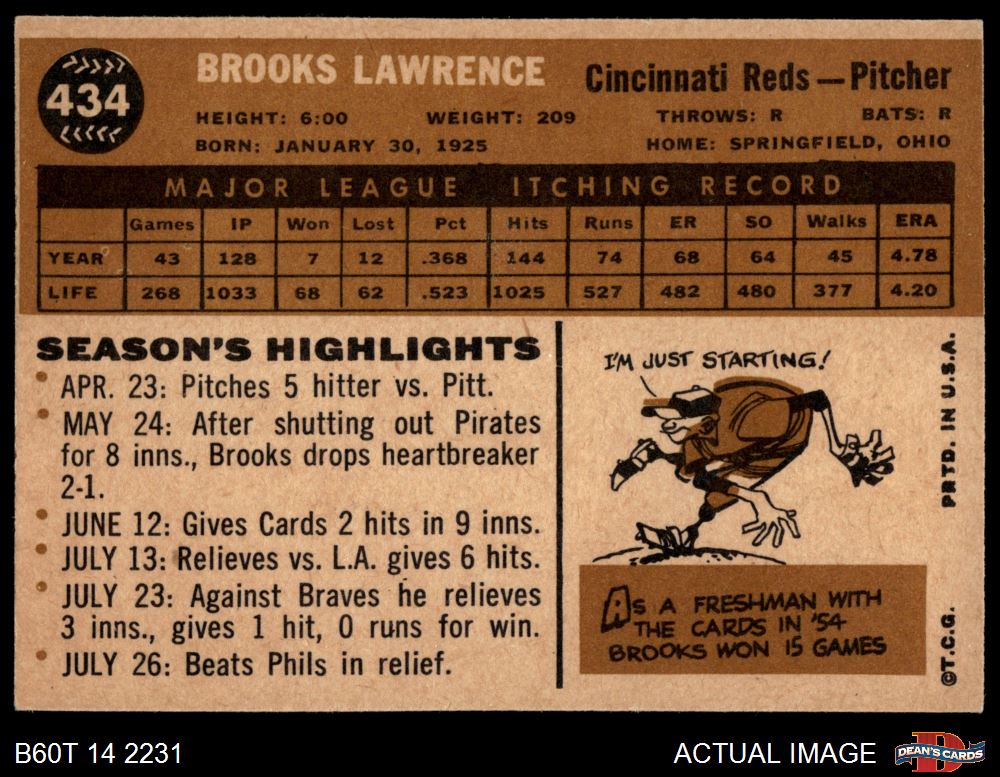 434
BROOKS LAWRENCE
Cincinnati Reds — Pitcher
HEIGHT: 6:00 WEIGHT: 209 THROWS: R BATS: R
BORN: JANUARY 30, 1925 HOME: SPRINGFIELD, OHIO
MAJOR LEAGUE ITCHING RECORD
Games IP Won Lost Pct Hits Runs ER SO Walks ERA
YEAR 43 128 7 12 .368 144 74 68 64 45 4.78
LIFE 268 1033 68 62 .523 1025 527 482 480 377 4.20
SEASON'S HIGHLIGHTS
• APR. 23: Pitches 5 hitter vs. Pitt.
• MAY 24: After shutting out Pirates
for 8 inns., Brooks drops heartbreaker
2-1.
• JUNE 12: Gives Cards 2 hits in 9 inns.
• JULY 13: Relieves vs. L.A. gives 6 hits.
• JULY 23: Against Braves he relieves
3 inns., gives 1 hit, 0 runs for win.
• JULY 26: Beats Phils in relief.
I'M JUST STARTING!
AS A FRESHMAN WITH
THE CARDS IN '54
BROOKS WON 15 GAMES
PRTD. IN U.S.A.
©T.C.G.
B60T 14 2231
ACTUAL IMAGE
D
DEAN'S CARDS